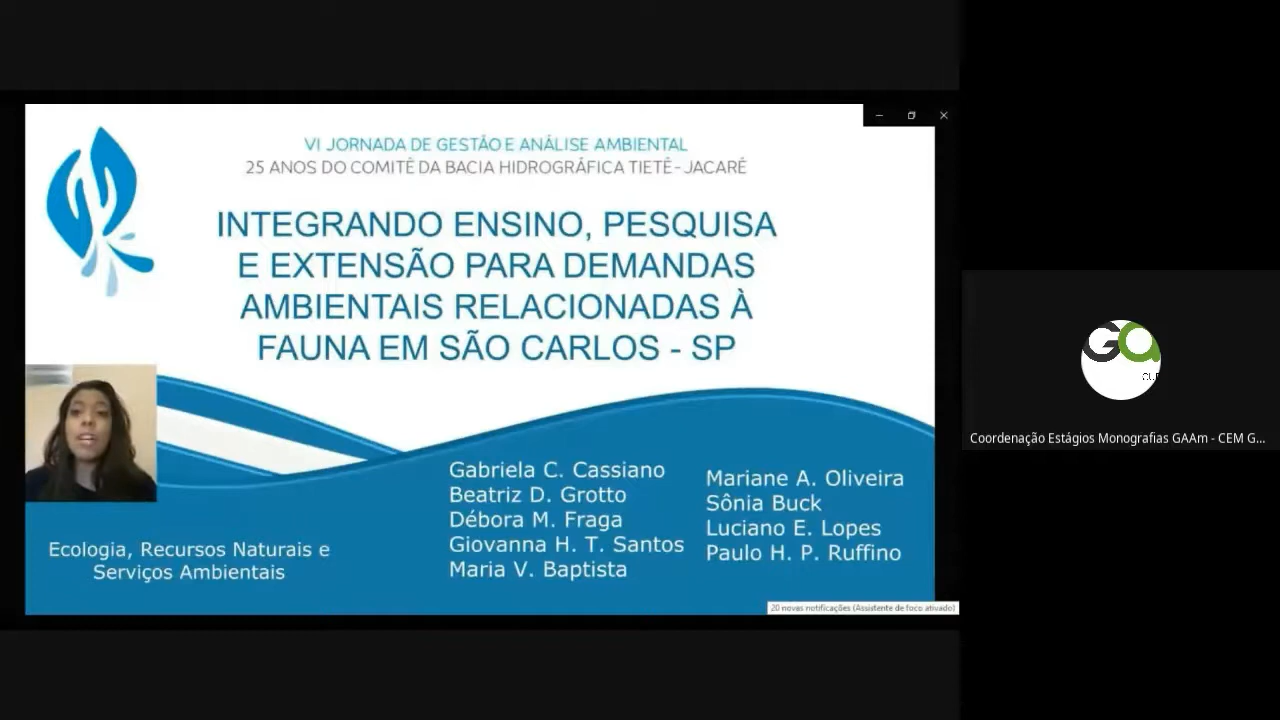 VI JORNADA DE GESTÃO E ANÁLISE AMBIENTAL
25 ANOS DO COMITÊ DA BACIA HIDROGRÁFICA TIETÊ-JACARÉ
INTEGRANDO ENSINO, PESQUISA
E EXTENSÃO PARA DEMANDAS
AMBIENTAIS RELACIONADAS À
FAUNA EM SÃO CARLOS - SP
Gabriela C. Cassiano
Beatriz D. Grotto
Débora M. Fraga
Giovanna H. T. Santos
Maria V. Baptista
Mariane A. Oliveira
Sônia Buck
Luciano E. Lopes
Paulo H. P. Ruffino
Ecologia, Recursos Naturais e
Serviços Ambientais
20 novas notificações (Assistente de foco ativado)
Coordenação Estágios Monografias GAAm - CEM G...